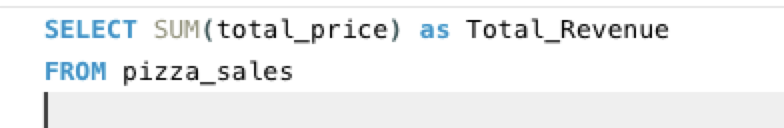 SELECT SUM(total_price) as Total_Revenue
FROM pizza_sales